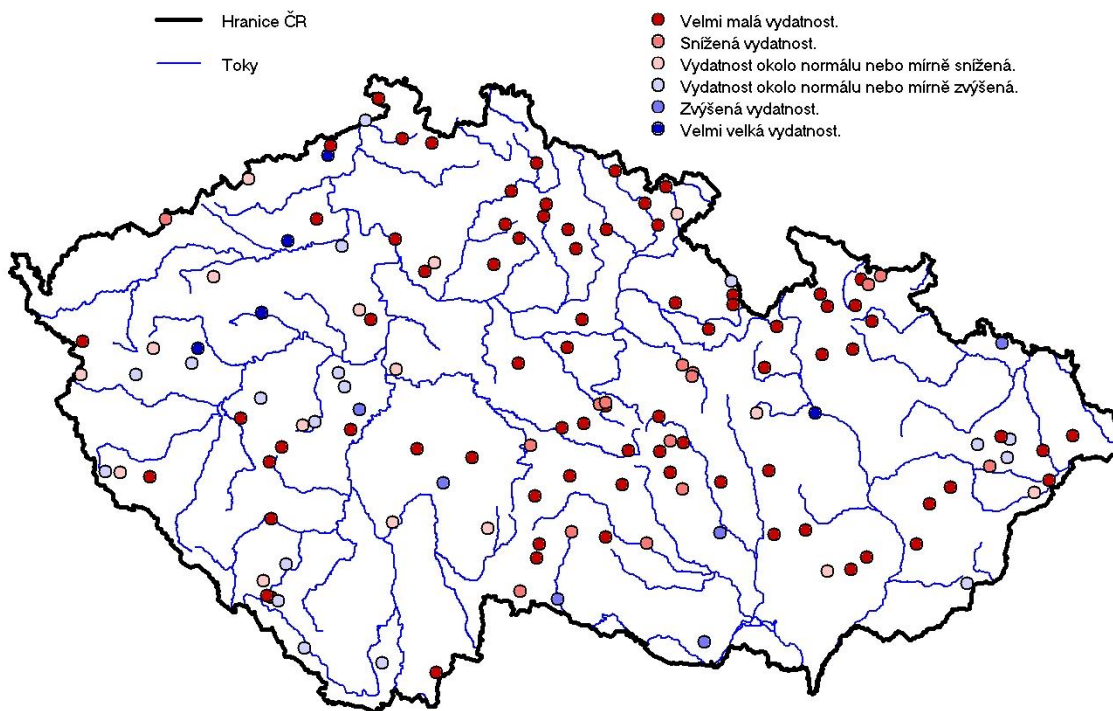 Hranice ČR
Toky
Velmi malá vydatnost.
Snížená vydatnost.
Vydatnost okolo normálu nebo mírně snížená.
Vydatnost okolo normálu nebo mírně zvýšená.
Zvýšená vydatnost.
Velmi velká vydatnost.